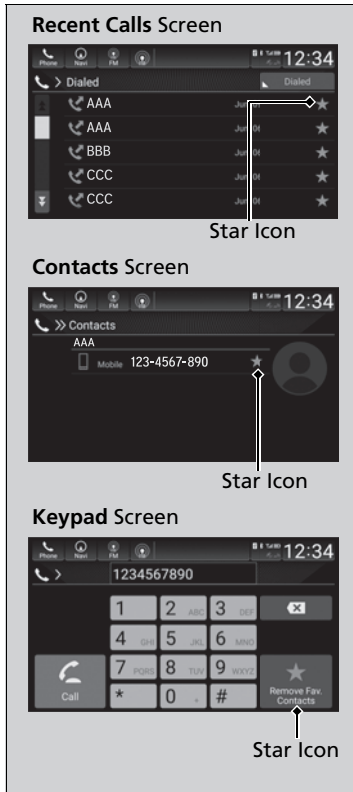 Recent Calls Screen
Phone Navi FM 12:34
> Dialed Dialed
AAA
AAA
BBB
CCC
CCC
Star Icon
Contacts Screen
Phone Navi FM 12:34
>> Contacts
AAA
Mobile 123-4567-890
Star Icon
Keypad Screen
Phone Navi FM 12:34
> 1234567890
1 2 ABC 3 DEF
4 GHI 5 JKL 6 MNO
Call 7 PQRS 8 TUV 9 WXYZ Remove Fav. Contacts
* 0 #
Star Icon